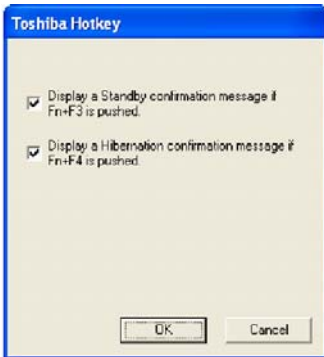 Toshiba Hotkey
Display a Standby confirmation message if
Fn+F3 is pushed.
Display a Hibernation confirmation message if
Fn+F4 is pushed.
OK
Cancel